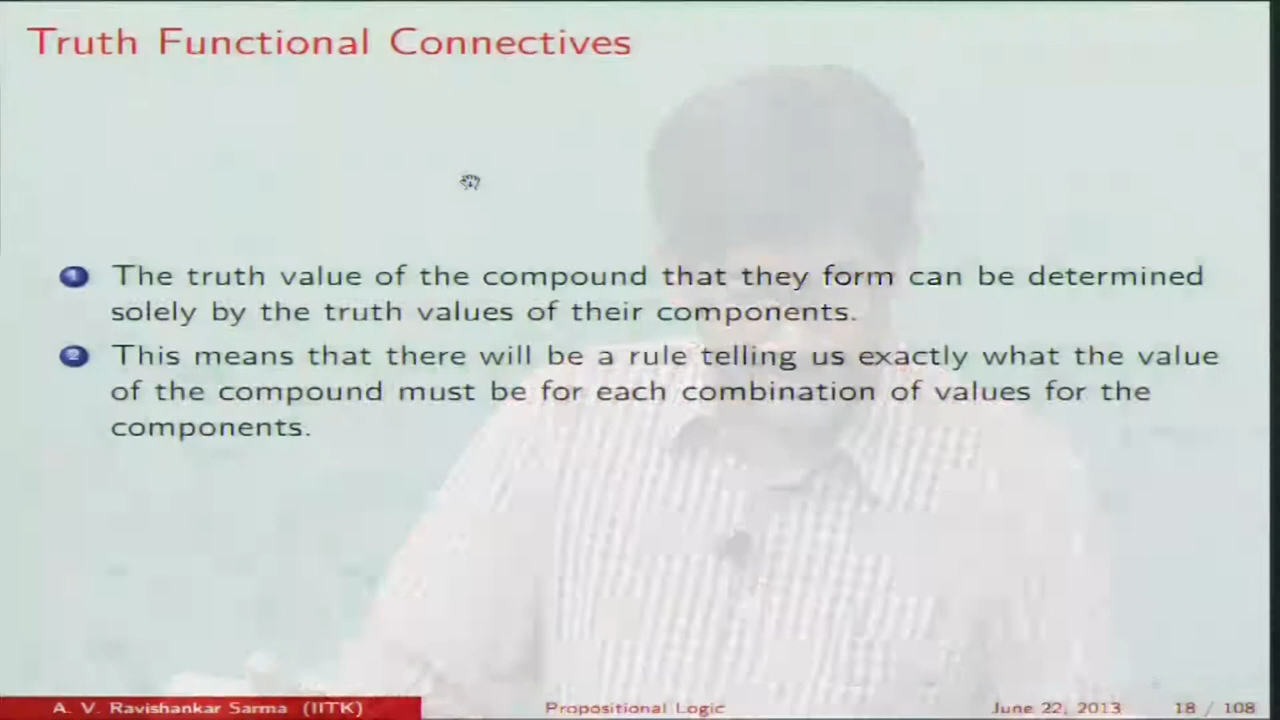 Truth Functional Connectives
1 The truth value of the compound that they form can be determined
solely by the truth values of their components.
2 This means that there will be a rule telling us exactly what the value
of the compound must be for each combination of values for the
components.
A. V. Ravishankar Sarma (IITK) Propositional Logic June 22, 2013 18 / 108